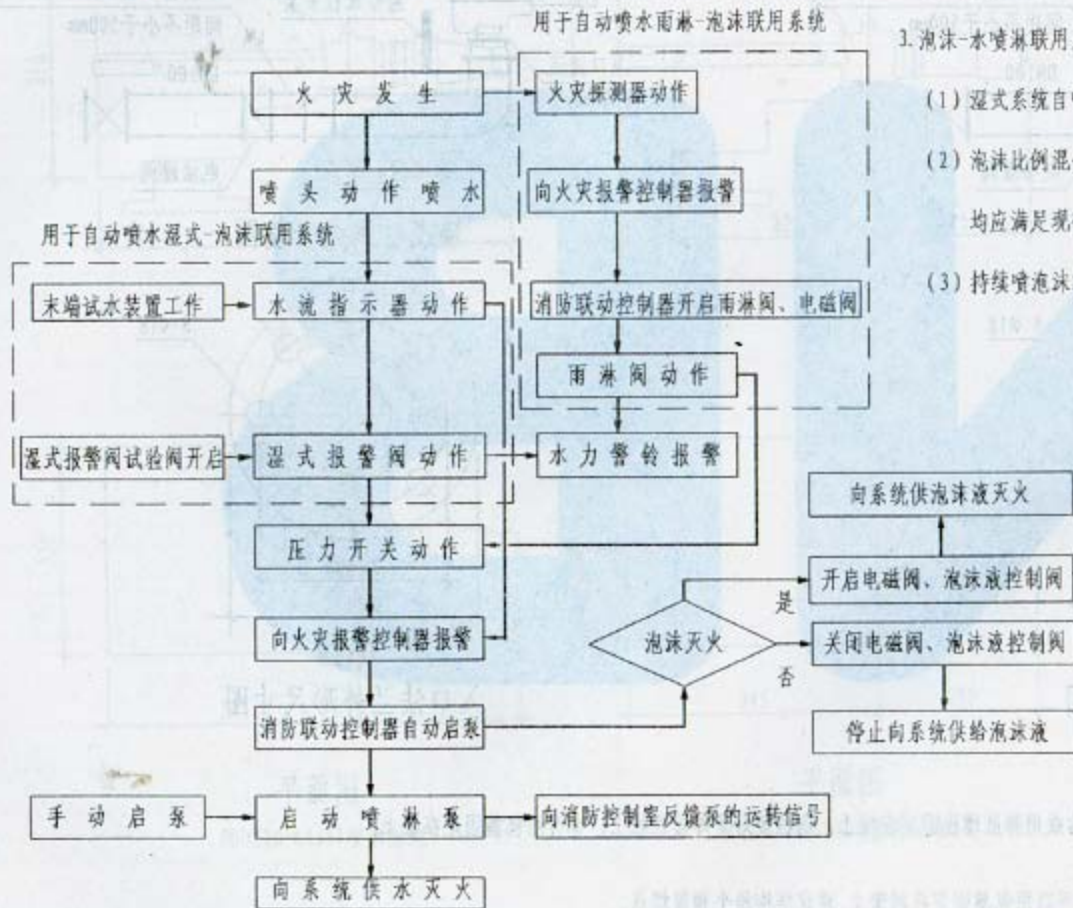 用于自动喷水雨淋-泡沫联用系统
3.泡沫-水喷淋联用
火灾发生
火灾探测器动作
(1)湿式系统自
喷头动作喷水
向火灾报警控制器报警
(2)泡沫比例混
均应满足现
用于自动喷水湿式-泡沫联用系统
末端试水装置工作
水流指示器动作
消防联动控制器开启雨淋阀、电磁阀
(3)持续喷泡沫
雨淋阀动作
湿式报警阀试验阀开启
湿式报警阀动作
水力警铃报警
向系统供泡沫液灭火
压力开关动作
开启电磁阀、泡沫液控制阀
是
向火灾报警控制器报警
泡沫灭火
关闭电磁阀、泡沫液控制阀
否
消防联动控制器自动启泵
停止向系统供给泡沫液
手动启泵
启动喷淋泵
向消防控制室反馈泵的运转信号
向系统供水灭火